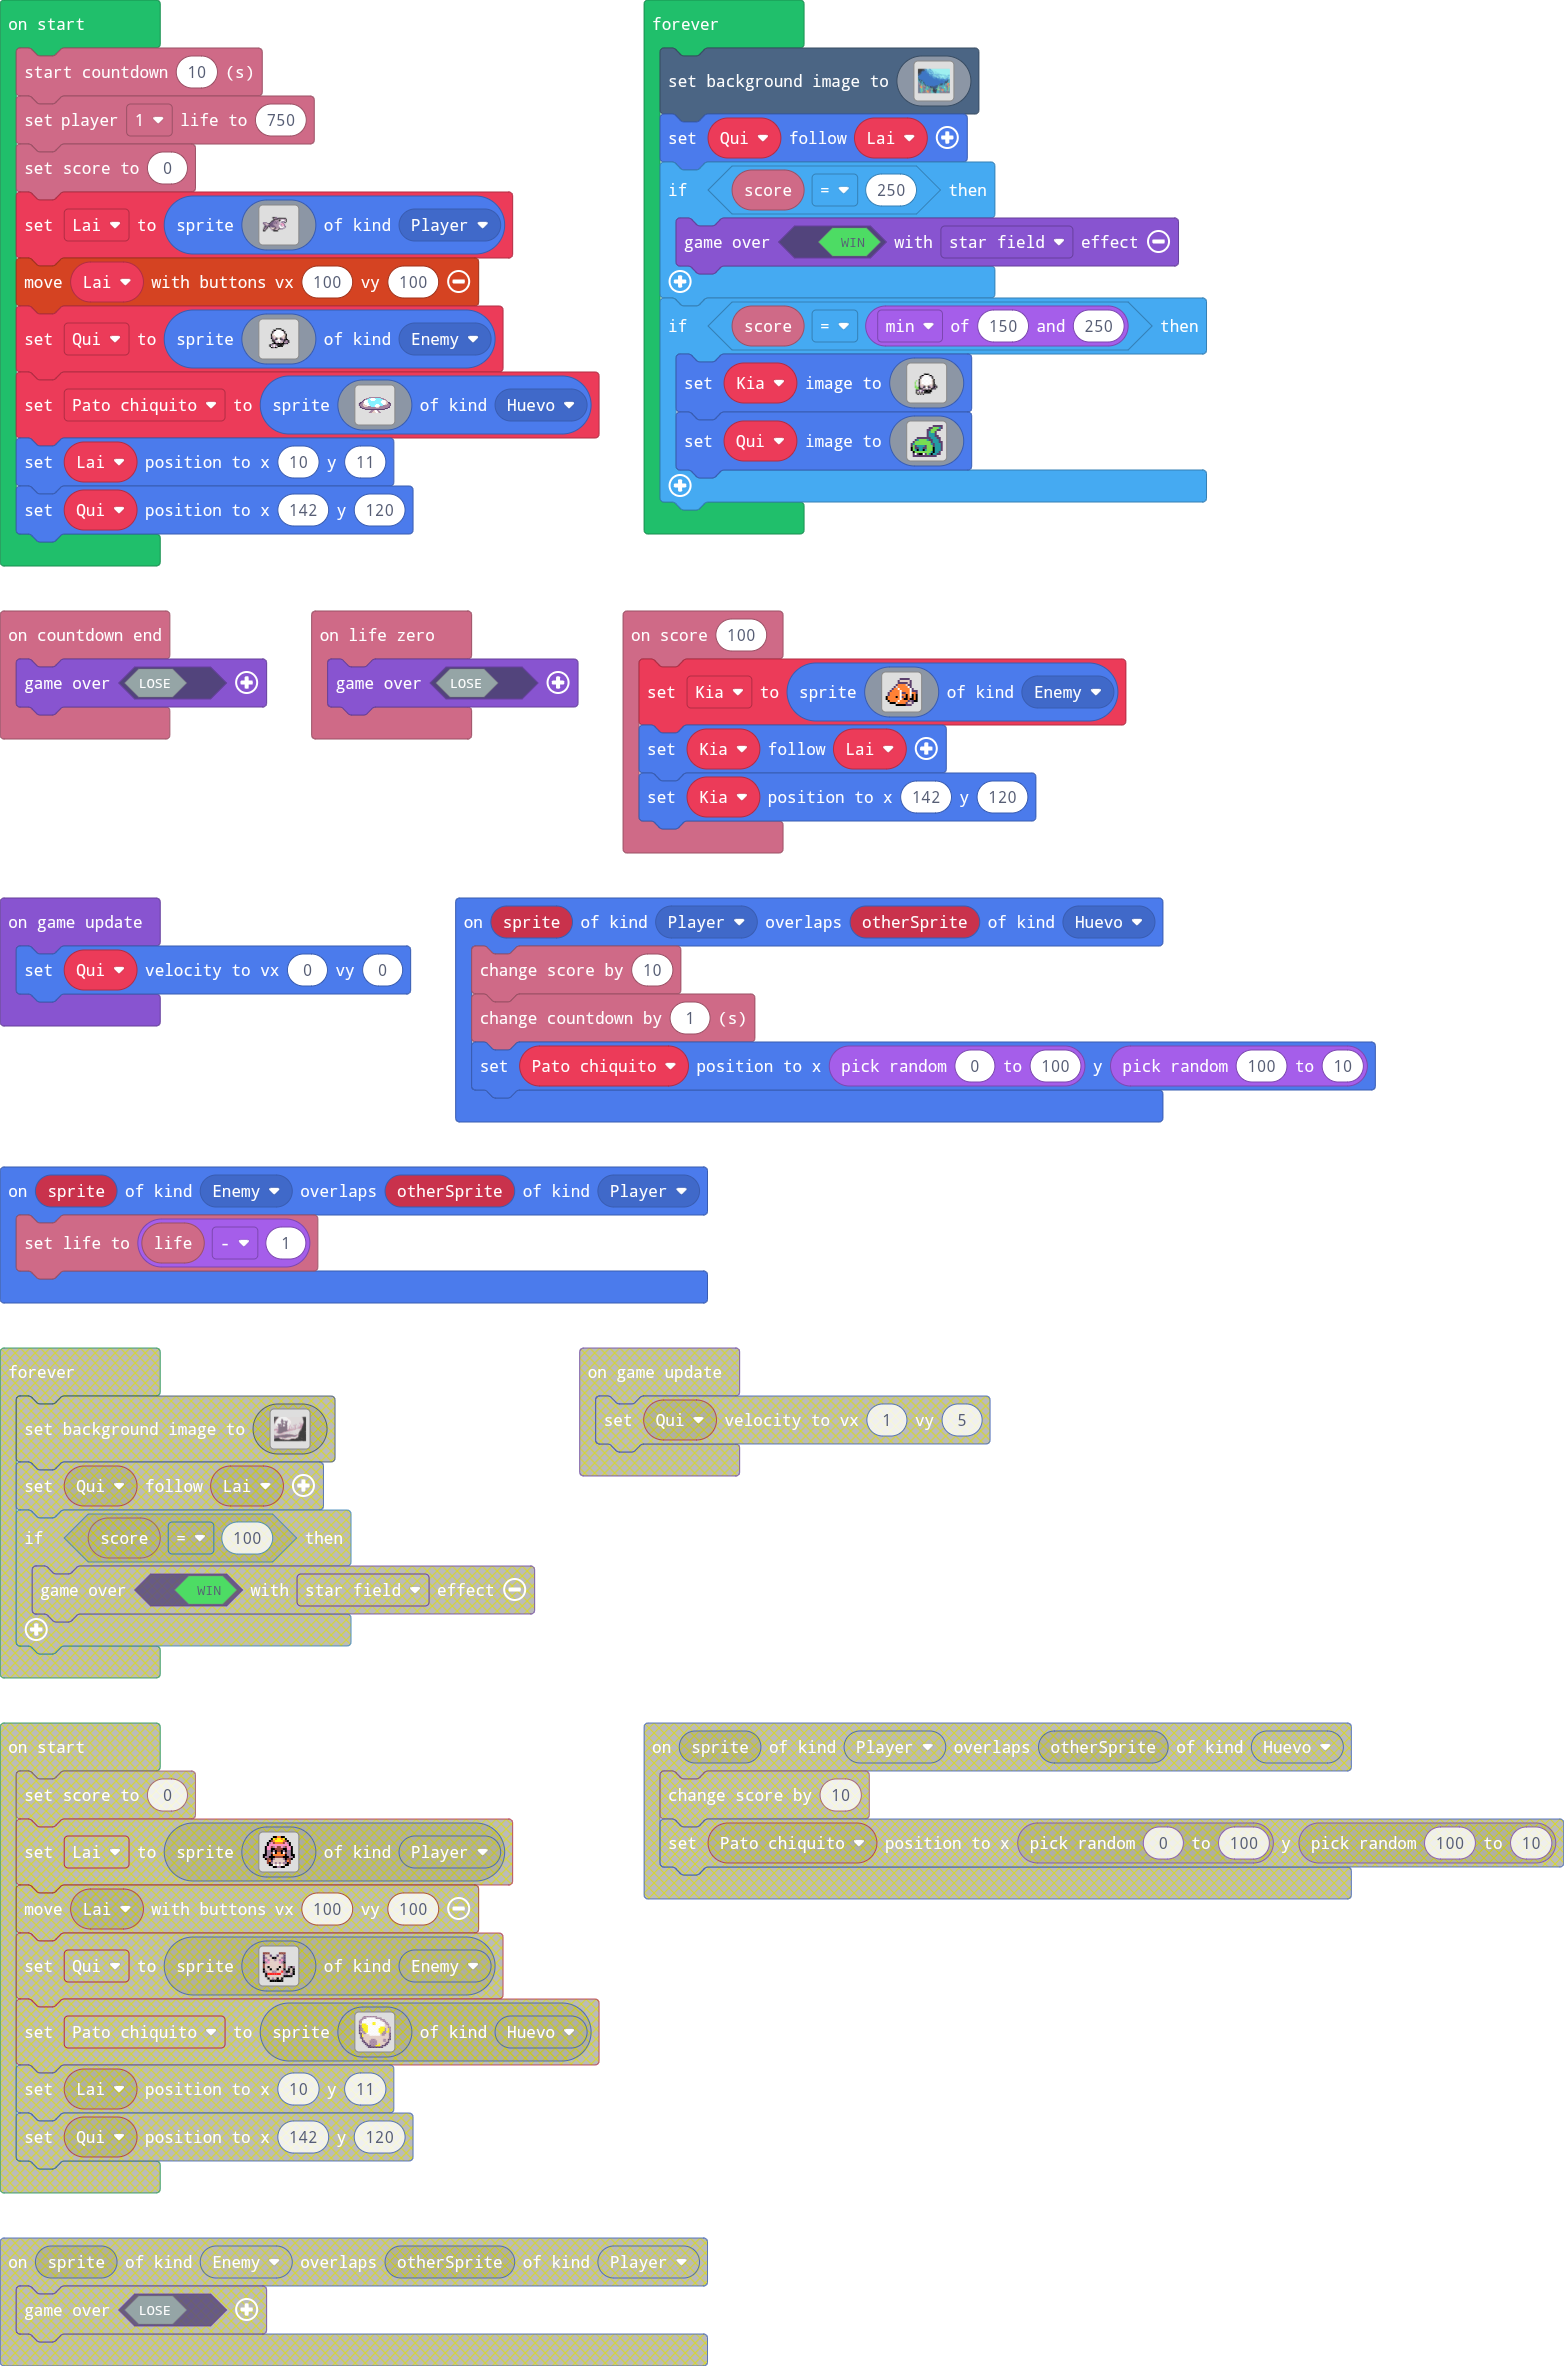 on start
start countdown 10 (s)
set player 1 life to 750
set score to 0
set Lai to sprite of kind Player
move Lai with buttons vx 100 vy 100
set Qui to sprite of kind Enemy
set Pato chiquito to sprite of kind Huevo
set Lai position to x 10 y 11
set Qui position to x 142 y 120
forever
set background image to
set Qui follow Lai
if score = 250 then
game over WIN with star field effect
if score = min of 150 and 250 then
set Kia image to
set Qui image to
on countdown end
game over LOSE
on life zero
game over LOSE
on score 100
set Kia to sprite of kind Enemy
set Kia follow Lai
set Kia position to x 142 y 120
on game update
set Qui velocity to vx 0 vy 0
on sprite of kind Player overlaps otherSprite of kind Huevo
change score by 10
change countdown by 1 (s)
set Pato chiquito position to x pick random 0 to 100 y pick random 100 to 10
on sprite of kind Enemy overlaps otherSprite of kind Player
set life to life - 1
forever
set background image to
set Qui follow Lai
if score = 100 then
game over WIN with star field effect
on game update
set Qui velocity to vx 1 vy 5
on start
set score to 0
set Lai to sprite of kind Player
move Lai with buttons vx 100 vy 100
set Qui to sprite of kind Enemy
set Pato chiquito to sprite of kind Huevo
set Lai position to x 10 y 11
set Qui position to x 142 y 120
on sprite of kind Player overlaps otherSprite of kind Huevo
change score by 10
set Pato chiquito position to x pick random 0 to 100 y pick random 100 to 10
on sprite of kind Enemy overlaps otherSprite of kind Player
game over LOSE